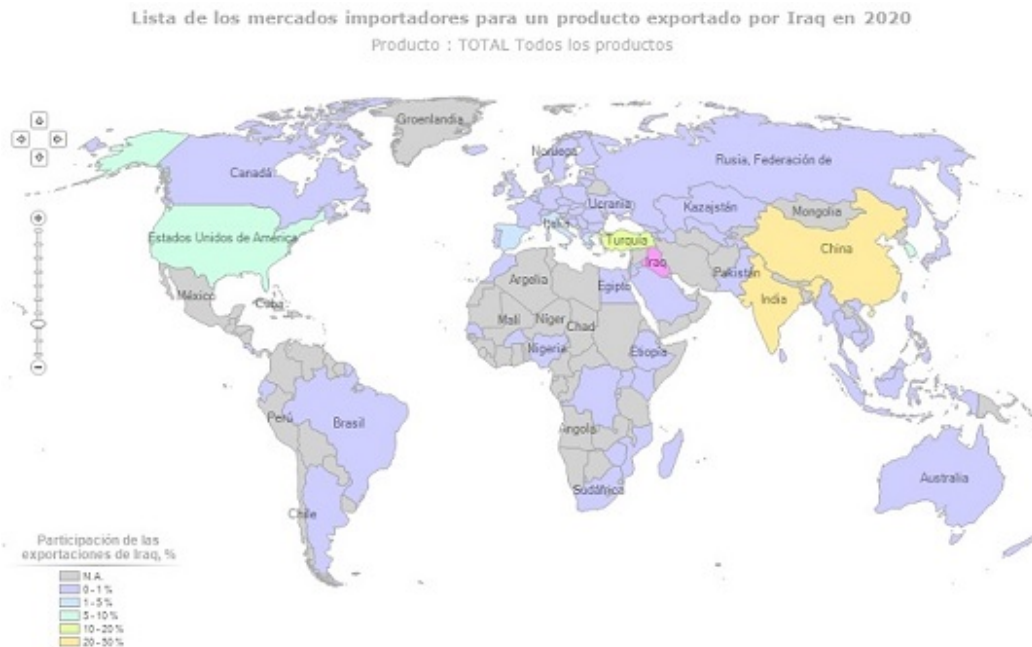 Lista de los mercados importadores para un producto exportado por Iraq en 2020
Producto : TOTAL Todos los productos
Groenlandia
Noruega
Rusia, Federación de
Canadá
Ucrania
Kazajstán
Mongolia
Italia
Estados Unidos de América
Turquía
China
Iraq
Pakistán
Argelia
Egipto
México
India
Cuba
Malí
Níger
Chad
Nigeria
Etiopía
Perú
Brasil
Angola
Australia
Sudáfrica
Chile
Participación de las
exportaciones de Iraq, %
N.A.
0 - 1 %
1 - 5 %
5 - 10 %
10 - 20 %
20 - 30 %